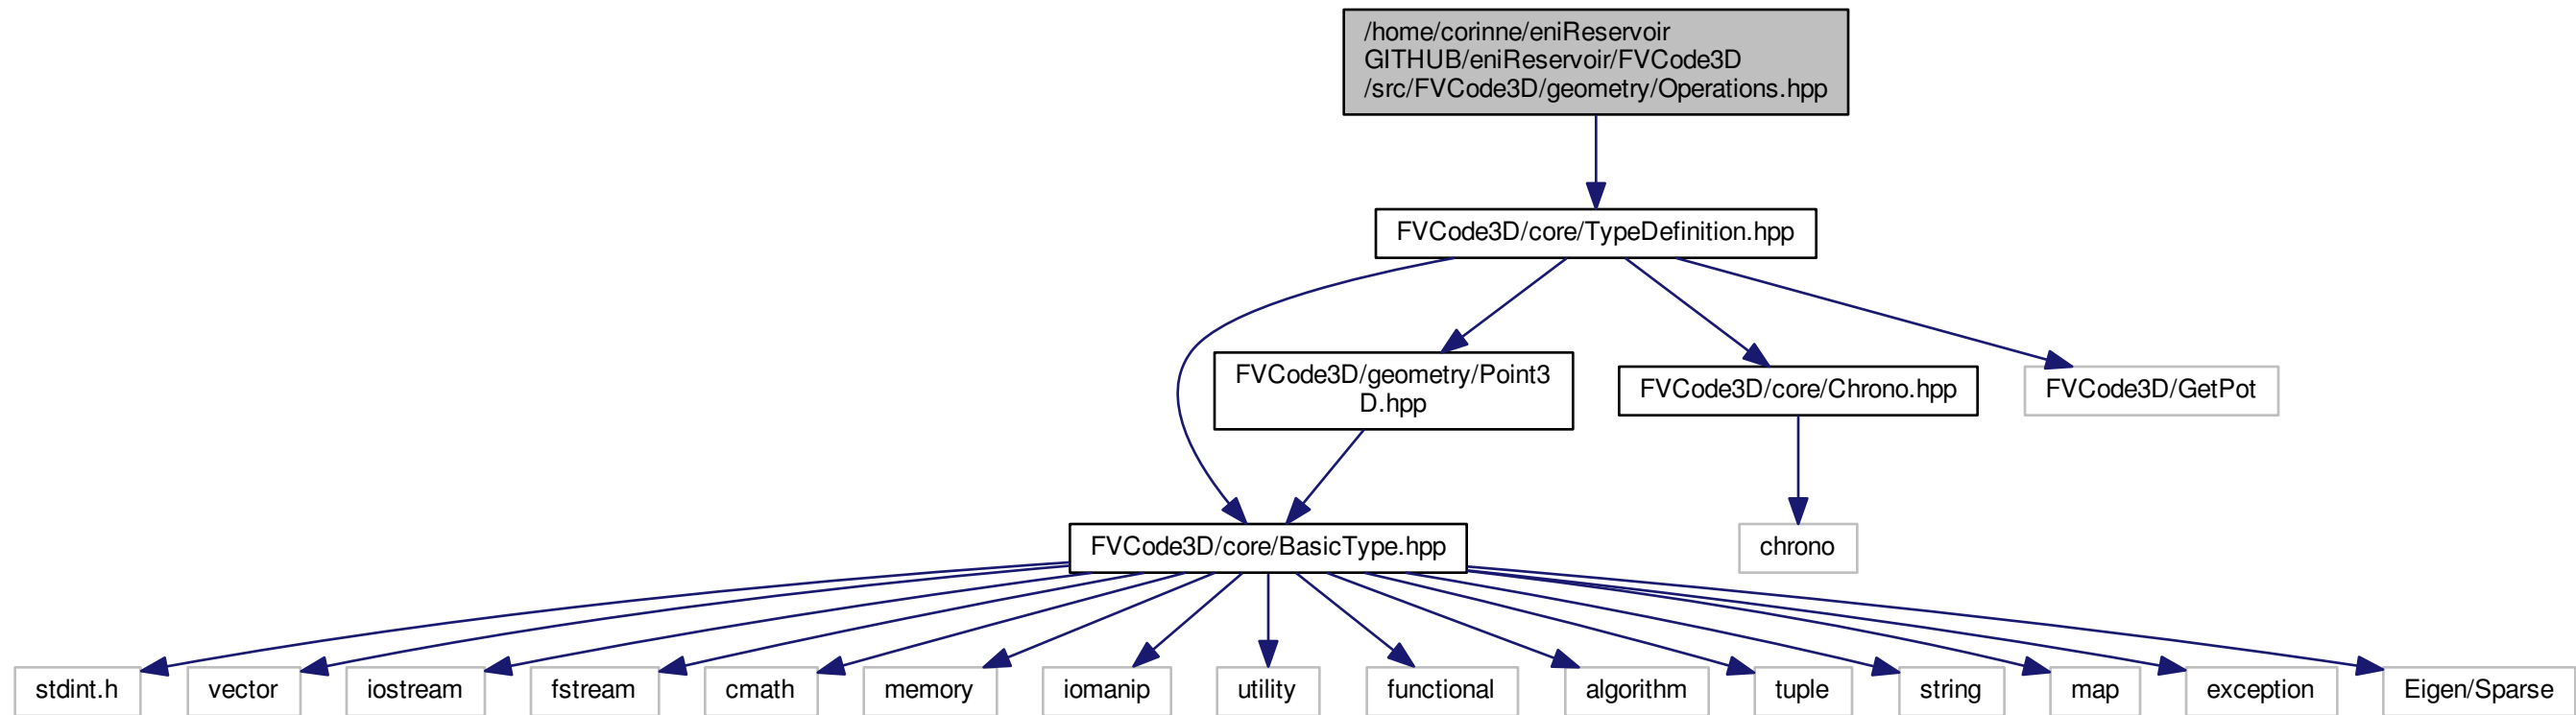 /home/corinne/eniReservoir
GITHUB/eniReservoir/FVCode3D
/src/FVCode3D/geometry/Operations.hpp
FVCode3D/core/TypeDefinition.hpp
FVCode3D/geometry/Point3
D.hpp
FVCode3D/core/Chrono.hpp
FVCode3D/GetPot
FVCode3D/core/BasicType.hpp
chrono
stdint.h
vector
iostream
fstream
cmath
memory
iomanip
utility
functional
algorithm
tuple
string
map
exception
Eigen/Sparse